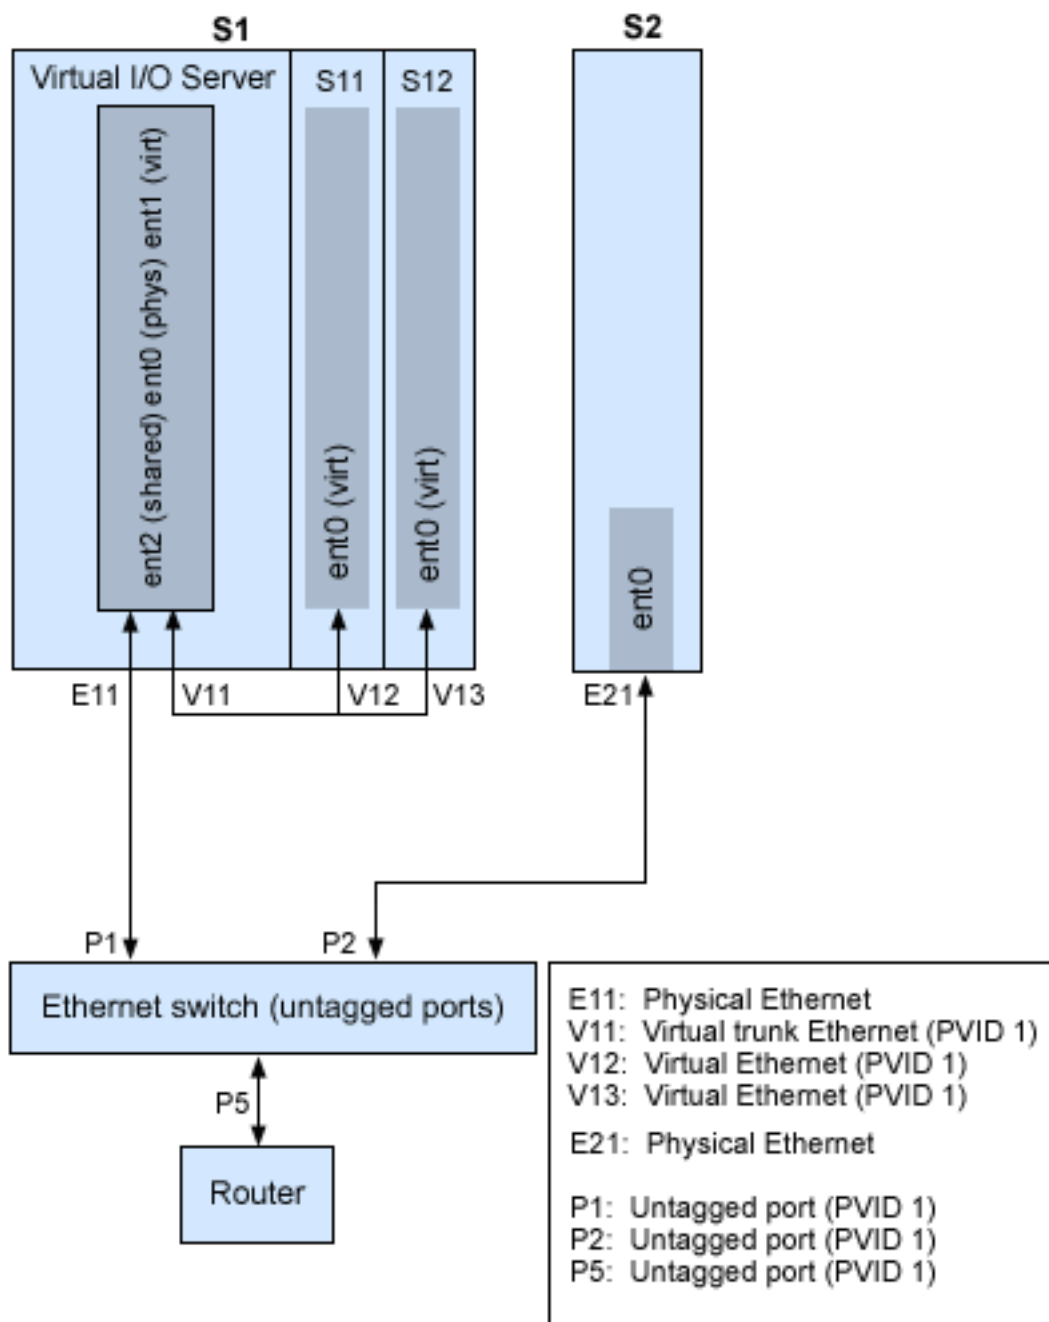 S1
S2
Virtual I/O Server
S11
S12
ent2 (shared) ent0 (phys) ent1 (virt)
ent0 (virt)
ent0 (virt)
ent0
E11
V11
V12
V13
E21
P1
P2
Ethernet switch (untagged ports)
P5
Router
E11: Physical Ethernet
V11: Virtual trunk Ethernet (PVID 1)
V12: Virtual Ethernet (PVID 1)
V13: Virtual Ethernet (PVID 1)
E21: Physical Ethernet
P1: Untagged port (PVID 1)
P2: Untagged port (PVID 1)
P5: Untagged port (PVID 1)